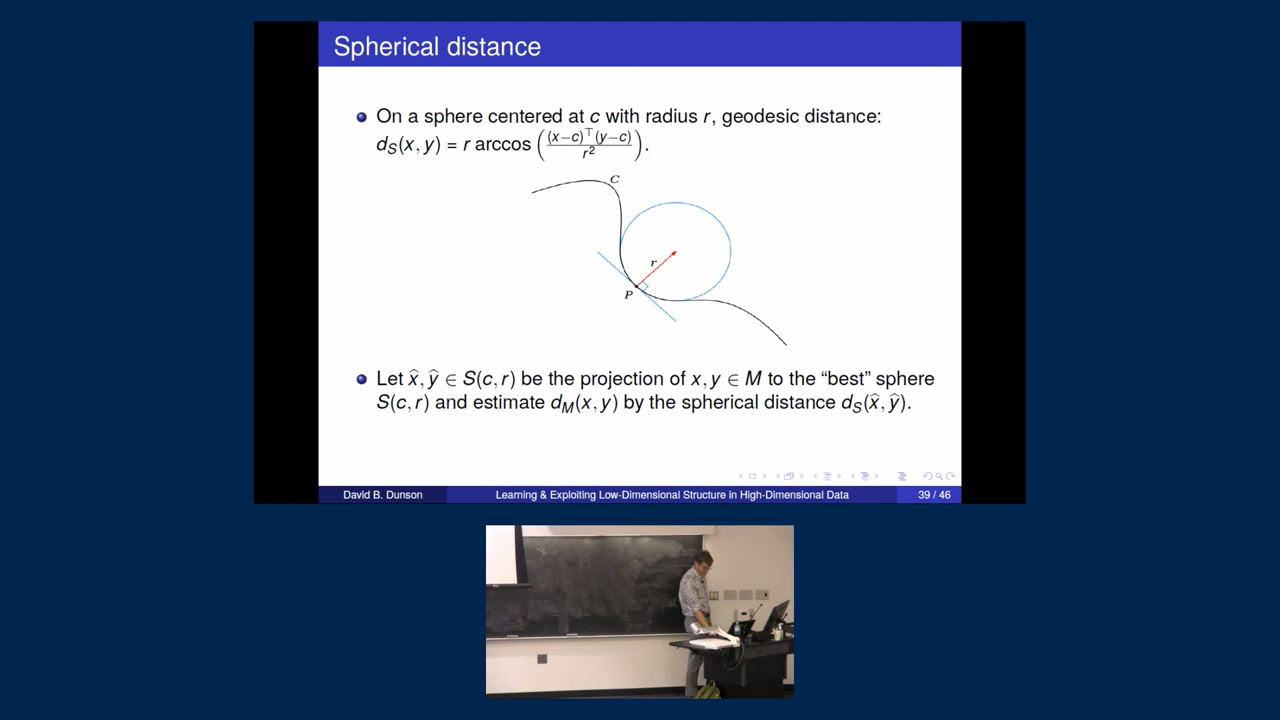 Spherical distance
On a sphere centered at c with radius r, geodesic distance:
d_S(x, y) = r arccos ((x−c)^⊤(y−c) / r^2).
C
r
P
Let x̂, ŷ ∈ S(c, r) be the projection of x, y ∈ M to the “best” sphere
S(c, r) and estimate d_M(x, y) by the spherical distance d_S(x̂, ŷ).
David B. Dunson Learning & Exploiting Low-Dimensional Structure in High-Dimensional Data 39 / 46